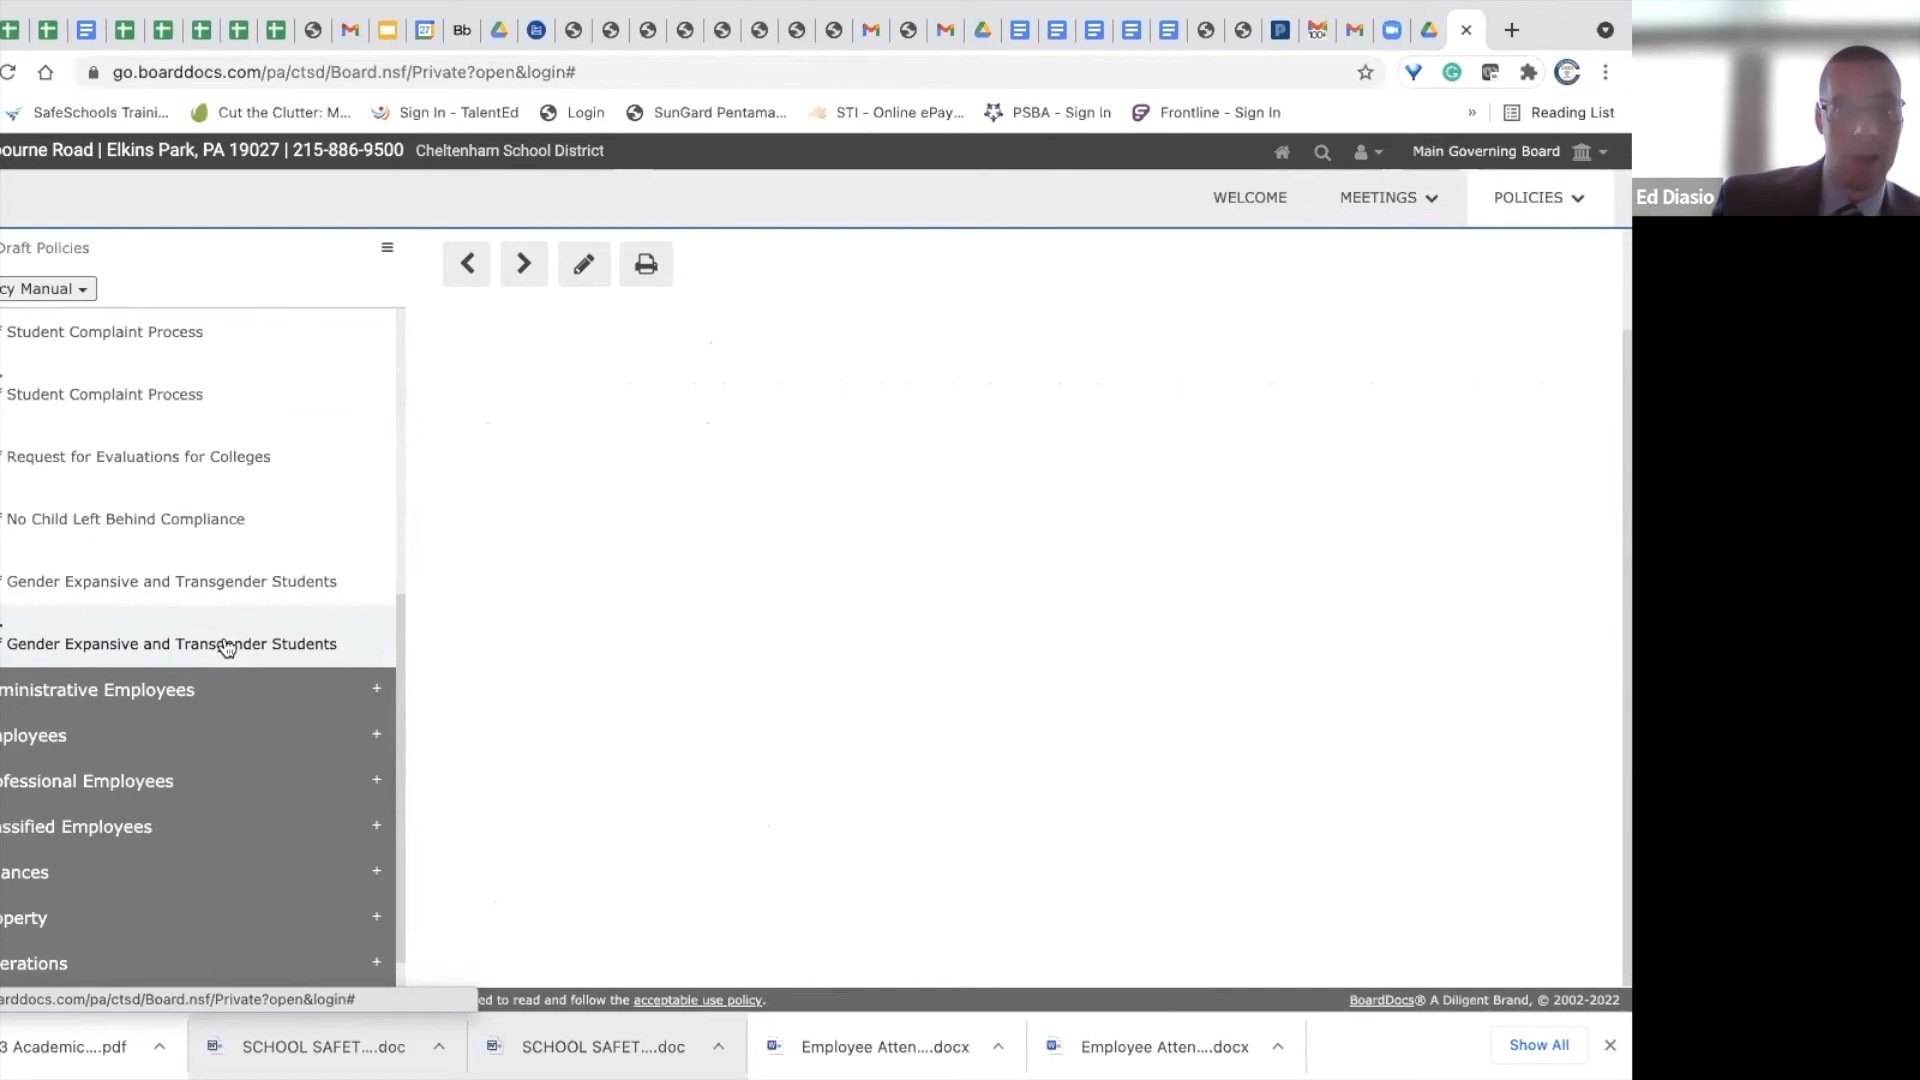 Bb
go.boarddocs.com/pa/ctsd/Board.nsf/Private?open&login#
SafeSchools Traini...
Cut the Clutter: M...
Sign In - TalentEd
Login
SunGard Pentama...
STI - Online ePay...
PSBA - Sign In
Frontline - Sign In
»
Reading List
bourne Road | Elkins Park, PA 19027 | 215-886-9500 Cheltenham School District
Main Governing Board
WELCOME
MEETINGS
POLICIES
Ed Diasio
Draft Policies
cy Manual
f Student Complaint Process
f Student Complaint Process
f Request for Evaluations for Colleges
f No Child Left Behind Compliance
f Gender Expansive and Transgender Students
f Gender Expansive and Transgender Students
ministrative Employees +
ployees +
ofessional Employees +
assified Employees +
ances +
operty +
erations +
arddocs.com/pa/ctsd/Board.nsf/Private?open&login#
ed to read and follow the acceptable use policy.
BoardDocs® A Diligent Brand, © 2002-2022
3 Academic....pdf
SCHOOL SAFET....doc
SCHOOL SAFET....doc
Employee Atten....docx
Employee Atten....docx
Show All